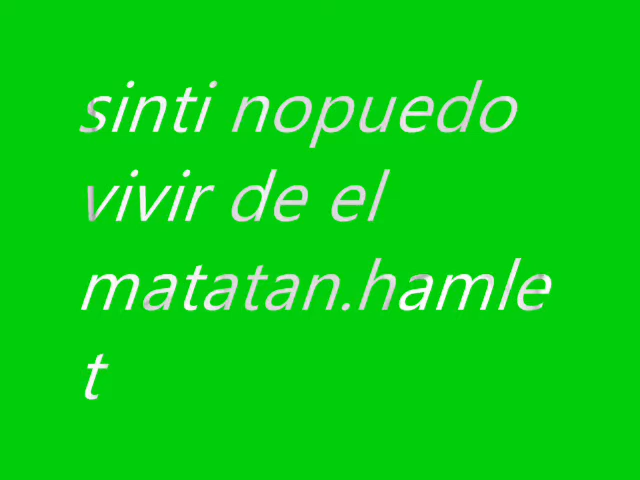 sinti nopuedo
vivir de el
matatan.hamle
t